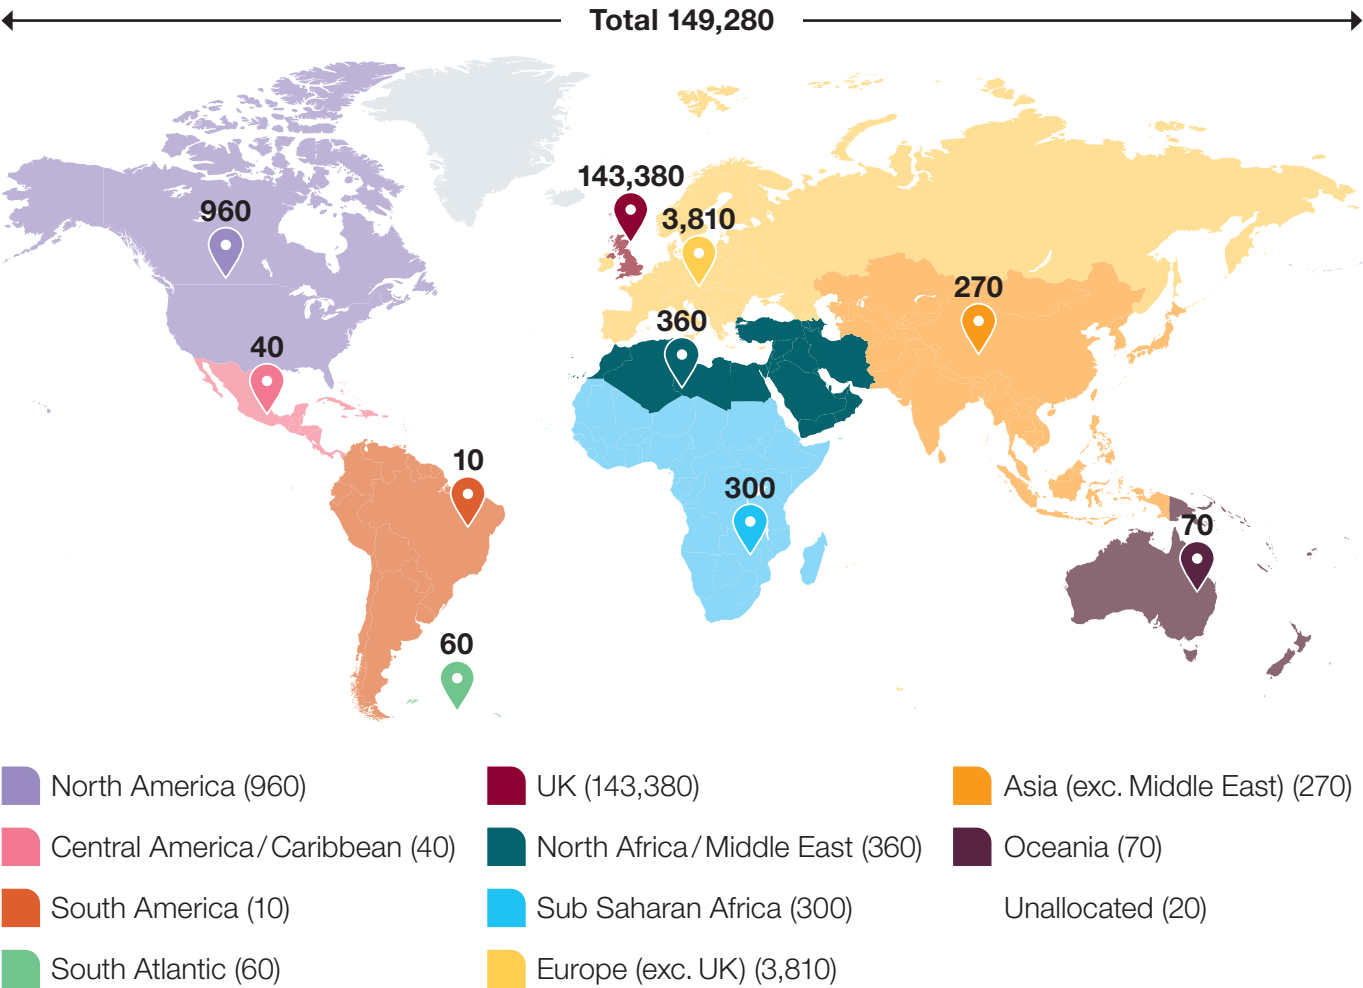 Total 149,280
143,380
960
3,810
270
360
40
10
300
70
60
North America (960)
Central America/Caribbean (40)
South America (10)
South Atlantic (60)
UK (143,380)
North Africa/Middle East (360)
Sub Saharan Africa (300)
Europe (exc. UK) (3,810)
Asia (exc. Middle East) (270)
Oceania (70)
Unallocated (20)